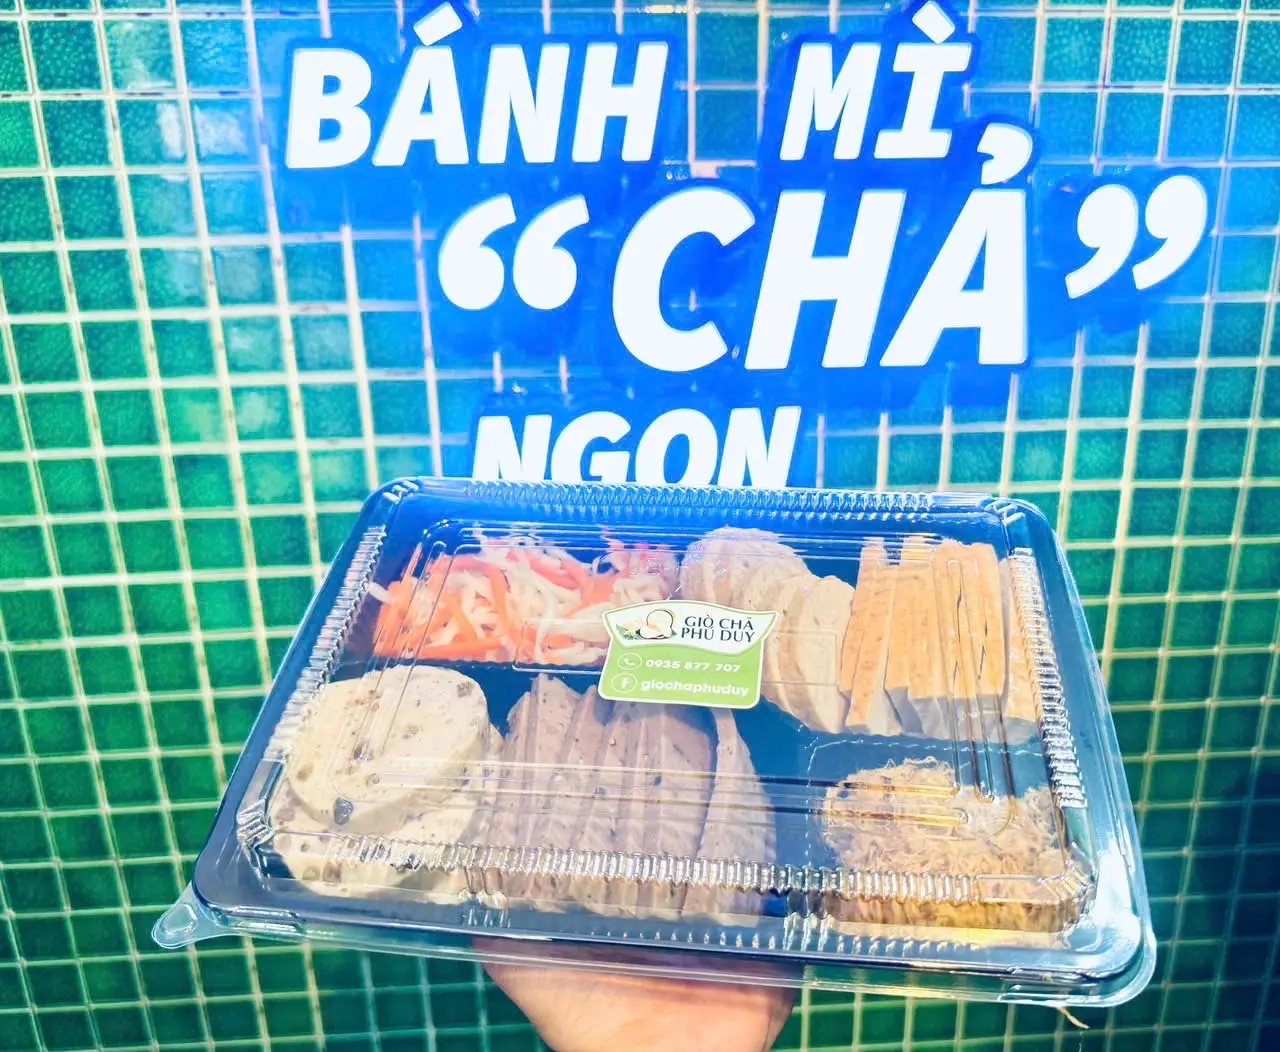 BÁNH MÌ
“CHẢ”
NGON
GIÒ CHẢ
PHÚ DUY
0935 877 707
giochaphuduy